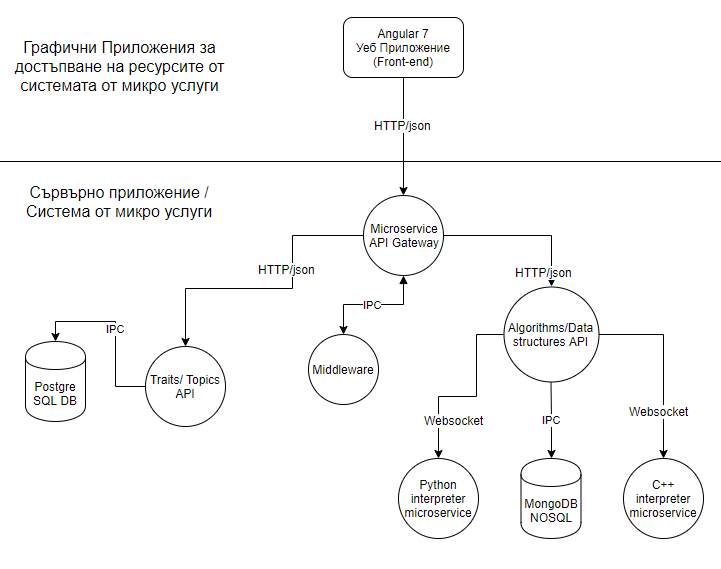 Графични Приложения за
достъпване на ресурсите от
системата от микро услуги
Angular 7
Уеб Приложение
(Front-end)
HTTP/json
Сървърно приложение /
Система от микро услуги
Microservice
API Gateway
HTTP/json
HTTP/json
IPC
IPC
Algorithms/Data
structures API
Middleware
Postgre
SQL DB
Traits/ Topics
API
Websocket
IPC
Websocket
Python
interpreter
microservice
MongoDB
NOSQL
C++
interpreter
microservice